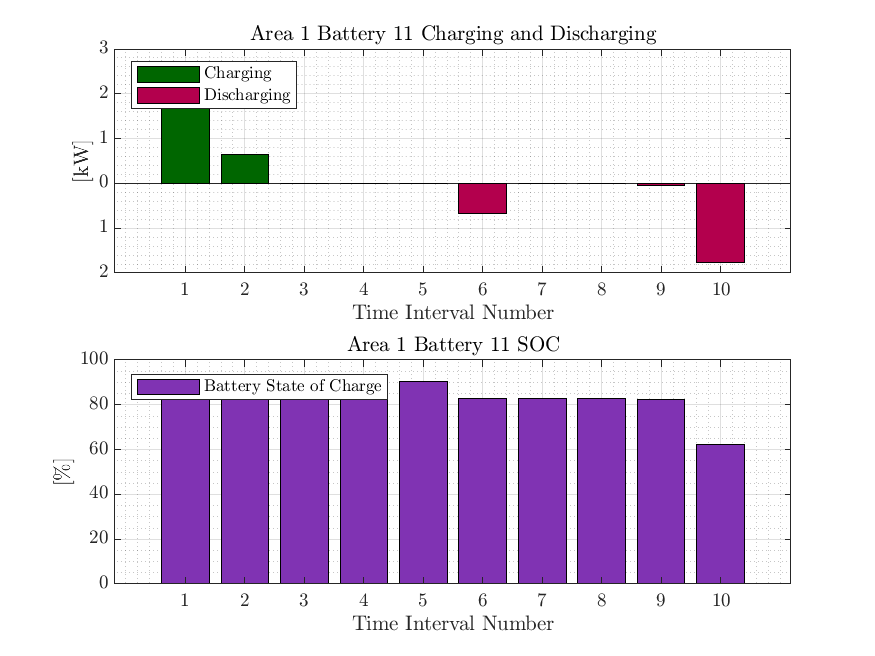 Area 1 Battery 11 Charging and Discharging
3
Charging
2
Discharging
1
[kW]
0
1
2
1 2 3 4 5 6 7 8 9 10
Time Interval Number
Area 1 Battery 11 SOC
100
Battery State of Charge
80
60
[%]
40
20
0
1 2 3 4 5 6 7 8 9 10
Time Interval Number